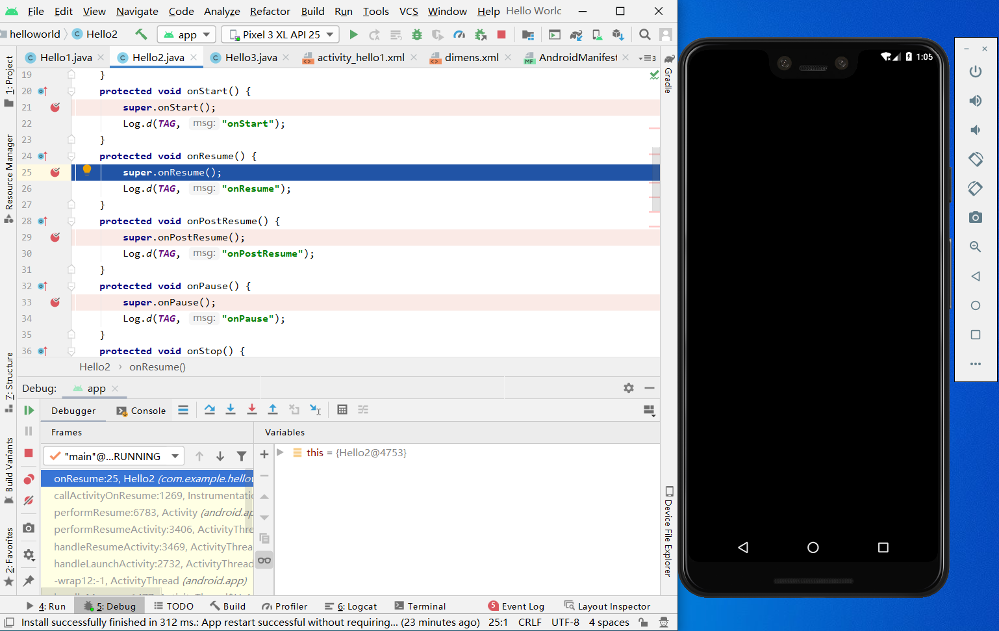 File Edit View Navigate Code Analyze Refactor Build Run Tools VCS Window Help Hello Worlc
helloworld Hello2 app Pixel 3 XL API 25
Hello1.java Hello2.java Hello3.java activity_hello1.xml dimens.xml AndroidManifest 3
19 }
20 protected void onStart() {
21 super.onStart();
22 Log.d(TAG, msg: "onStart");
23 }
24 protected void onResume() {
25 super.onResume();
26 Log.d(TAG, msg: "onResume");
27 }
28 protected void onPostResume() {
29 super.onPostResume();
30 Log.d(TAG, msg: "onPostResume");
31 }
32 protected void onPause() {
33 super.onPause();
34 Log.d(TAG, msg: "onPause");
35 }
36 protected void onStop() {
Hello2 › onResume()
Debug: app
Debugger Console
Frames
Variables
"main"@...RUNNING
this = {Hello2@4753}
onResume:25, Hello2 (com.example.hello
callActivityOnResume:1269, Instrumentatio
performResume:6783, Activity (android.ap
performResumeActivity:3406, ActivityThre
handleResumeActivity:3469, ActivityThrea
handleLaunchActivity:2732, ActivityThread
-wrap12:-1, ActivityThread (android.app)
4: Run 5: Debug TODO Build Profiler 6: Logcat Terminal 5 Event Log Layout Inspector
Install successfully finished in 312 ms.: App restart successful without requiring... (23 minutes ago) 25:1 CRLF UTF-8 4 spaces
1: Project
Resource Manager
Z: Structure
Build Variants
2: Favorites
Gradle
Device File Explorer
1:05